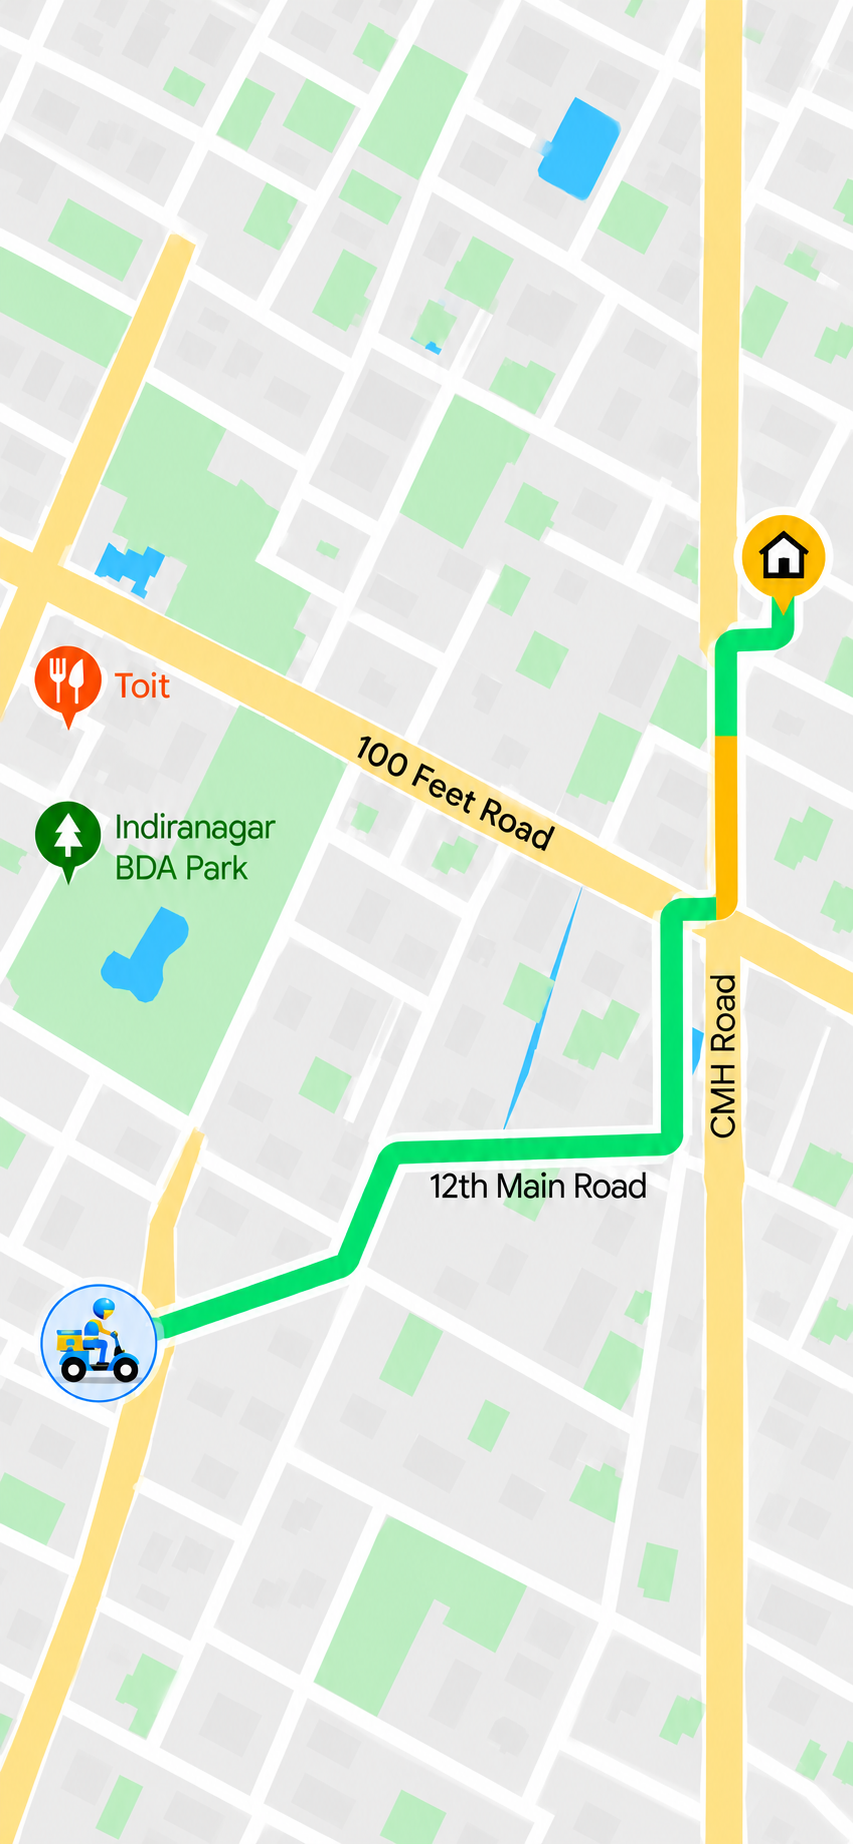 Toit
100 Feet Road
Indiranagar
BDA Park
CMH Road
12th Main Road